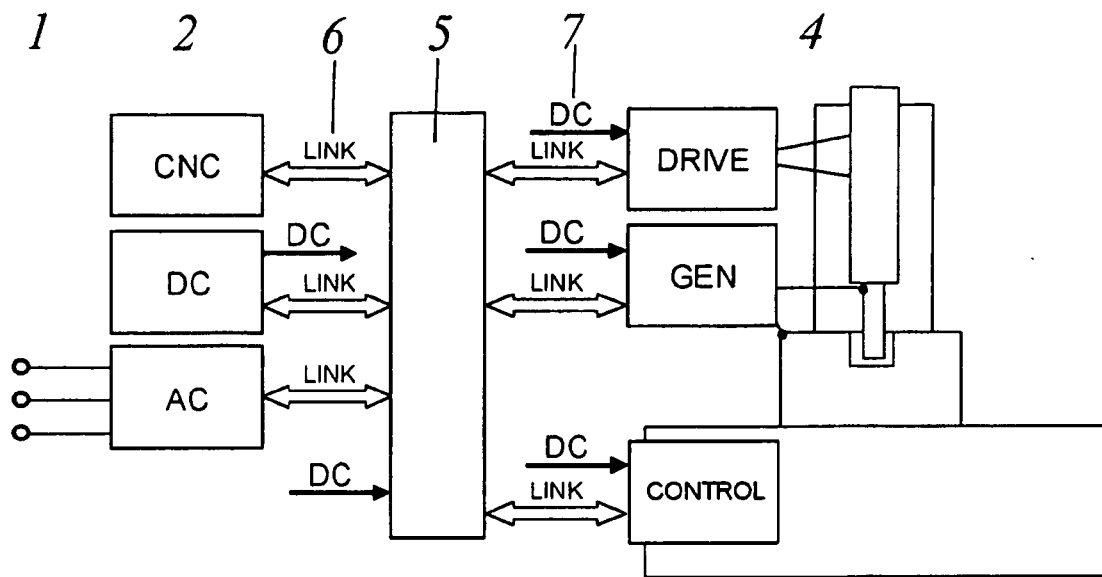 1 2 6 5 7 4
DC
CNC LINK LINK DRIVE
DC DC
DC LINK LINK GEN
AC LINK
DC DC
LINK CONTROL